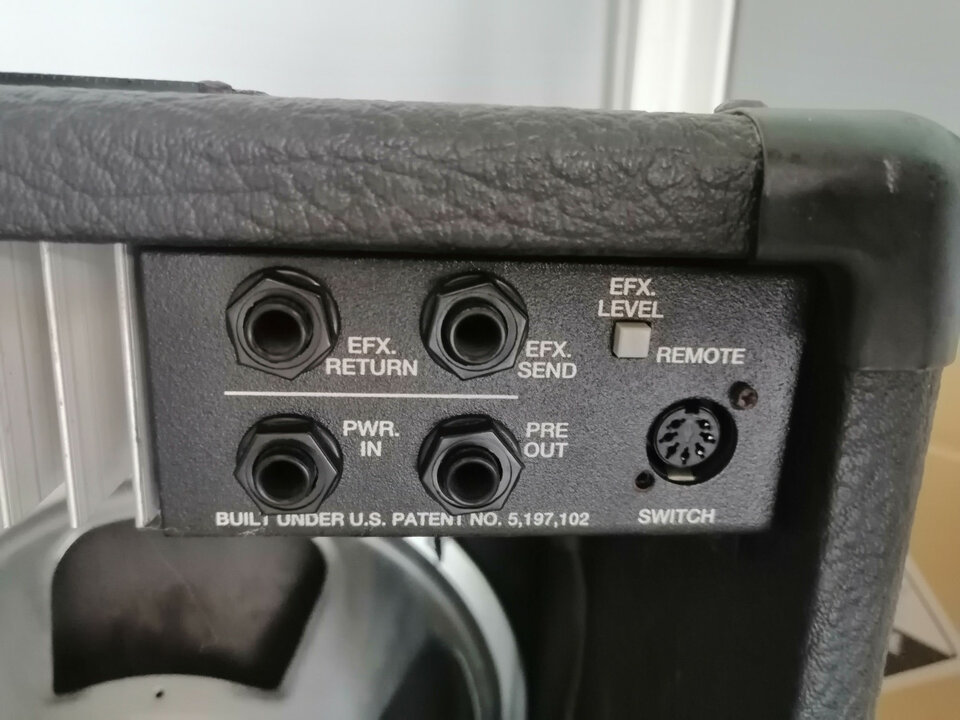 EFX.
RETURN
EFX.
SEND
EFX.
LEVEL
REMOTE
PWR.
IN
PRE
OUT
SWITCH
BUILT UNDER U.S. PATENT NO. 5,197,102